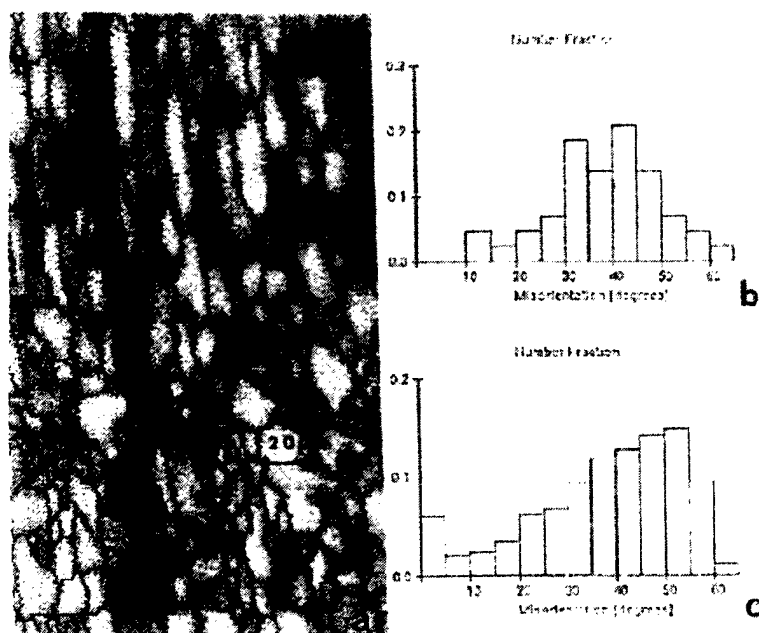 Number Fraction
0.3
0.2
0.1
0.0
10 20 30 40 50 60
Misorientation [degrees]
b
Number Fraction
0.2
0.1
0.0
10 20 30 40 50 60
Misorientation [degrees]
c
20
a